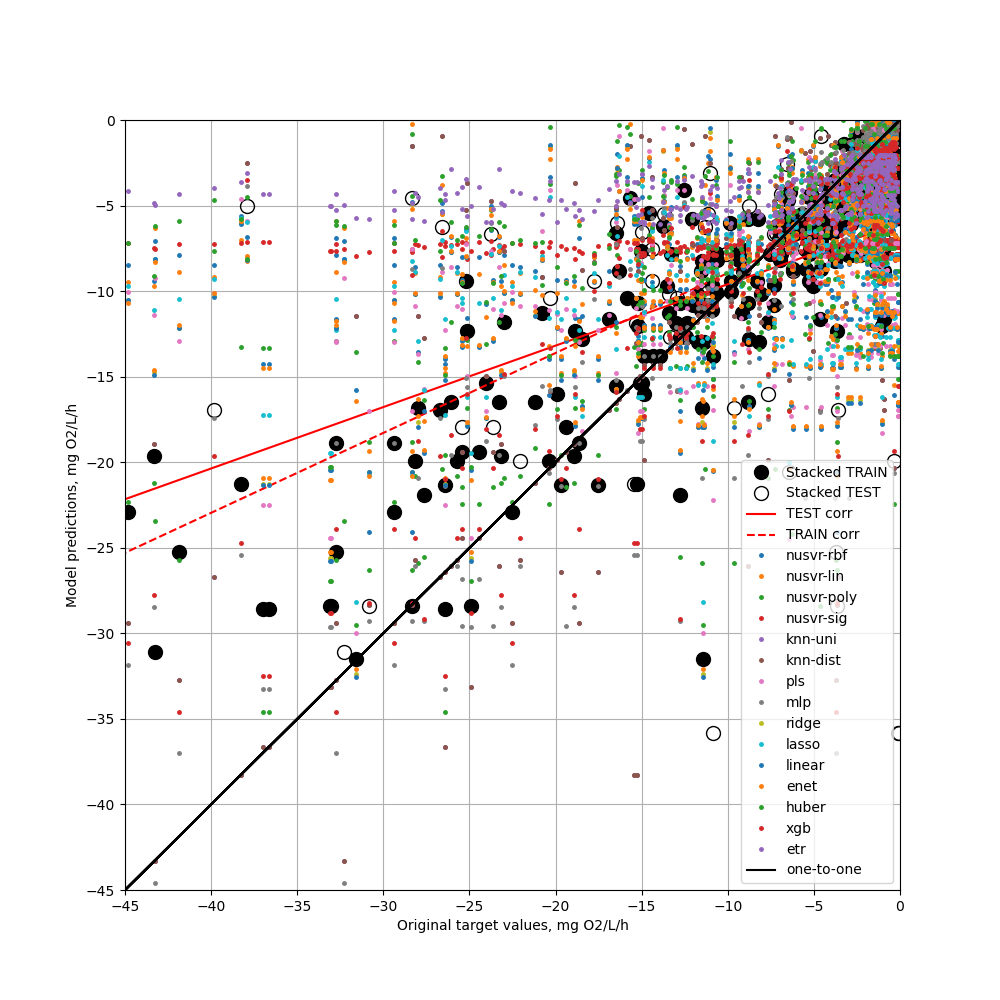 0
−5
−10
−15
−20
−25
−30
−35
−40
−45
Model predictions, mg O2/L/h
Stacked TRAIN
Stacked TEST
TEST corr
TRAIN corr
nusvr-rbf
nusvr-lin
nusvr-poly
nusvr-sig
knn-uni
knn-dist
pls
mlp
ridge
lasso
linear
enet
huber
xgb
etr
one-to-one
−45 −40 −35 −30 −25 −20 −15 −10 −5 0
Original target values, mg O2/L/h